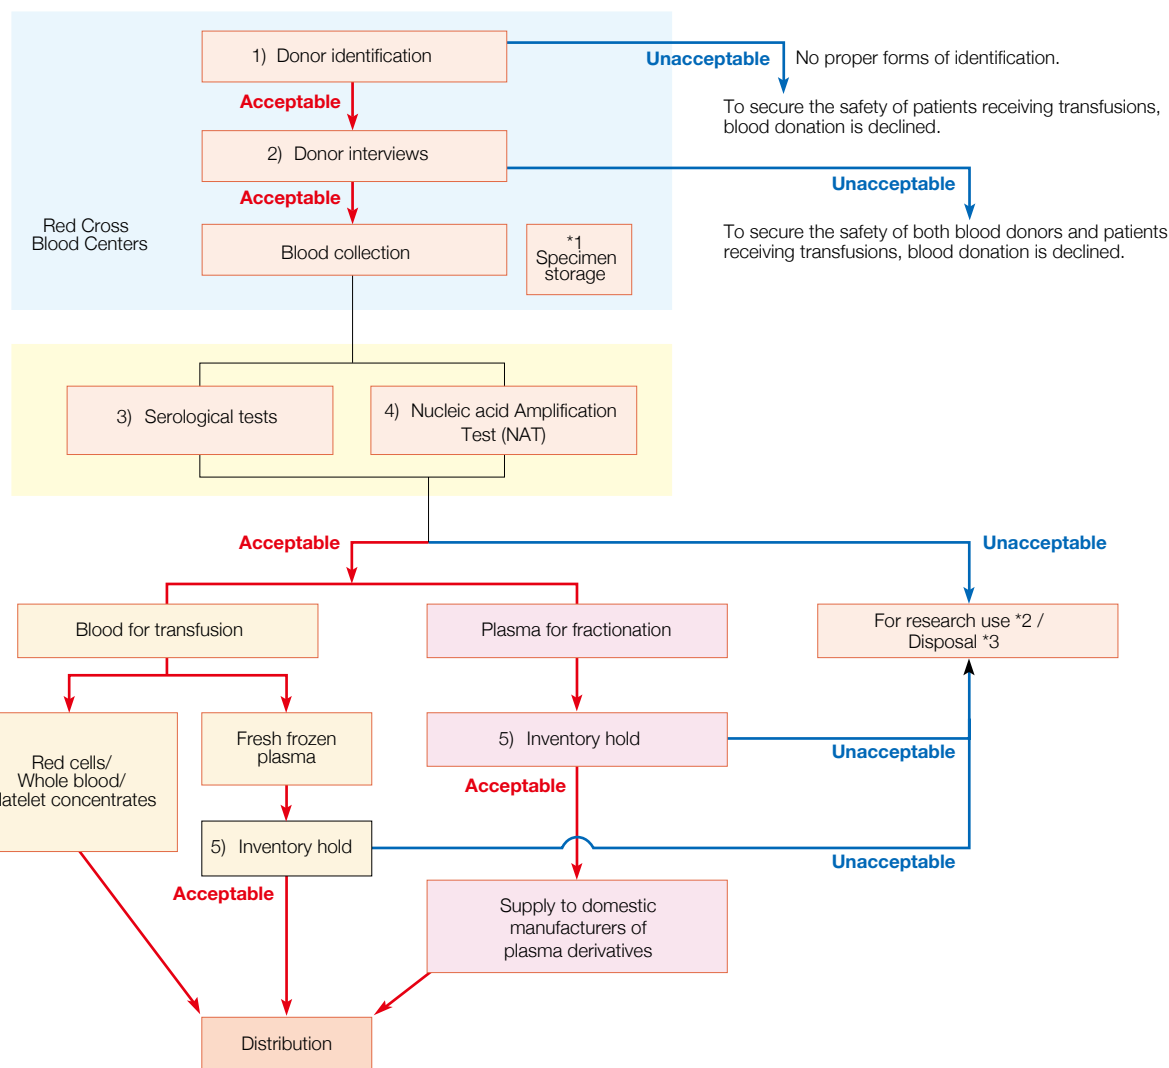 1) Donor identification
Unacceptable
No proper forms of identification.
Acceptable
To secure the safety of patients receiving transfusions,
blood donation is declined.
2) Donor interviews
Unacceptable
Acceptable
Red Cross
Blood Centers
Blood collection
*1
Specimen
storage
To secure the safety of both blood donors and patients
receiving transfusions, blood donation is declined.
3) Serological tests
4) Nucleic acid Amplification
Test (NAT)
Acceptable
Unacceptable
Blood for transfusion
Plasma for fractionation
For research use *2 /
Disposal *3
Red cells/
Whole blood/
latelet concentrates
Fresh frozen
plasma
5) Inventory hold
Unacceptable
Acceptable
5) Inventory hold
Unacceptable
Acceptable
Supply to domestic
manufacturers of
plasma derivatives
Distribution